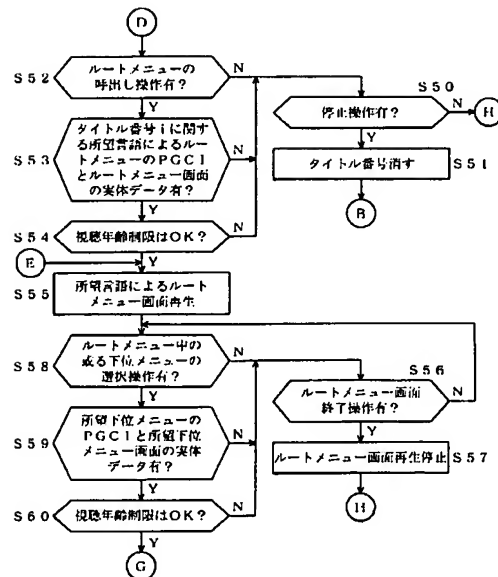 D
S52
ルートメニューの
呼出し操作有?
N
Y
S50
停止操作有?
N
H
Y
S53
タイトル番号iに関す
る所望言語によるルー
トメニューのPGCI
とルートメニュー画面
の実体データ有?
N
Y
タイトル番号消す
S51
B
S54
視聴年齢制限はOK?
N
Y
E
S55
所望言語によるルート
メニュー画面再生
S58
ルートメニュー中の
或る下位メニューの
選択操作有?
N
Y
S56
ルートメニュー画面
終了操作有?
N
Y
S59
所望下位メニューの
PGCIと所望下位
メニュー画面の実体
データ有?
N
Y
ルートメニュー画面再生停止
S57
H
S60
視聴年齢制限はOK?
N
Y
G